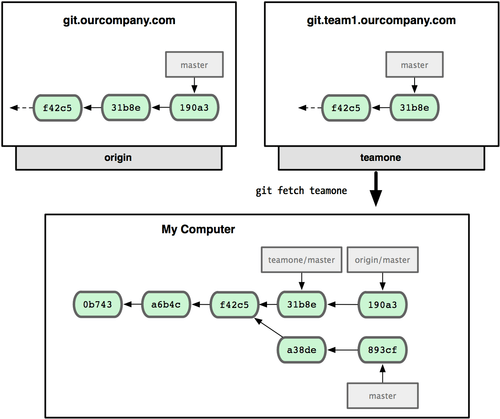 git.ourcompany.com
master
f42c5
31b8e
190a3
origin
git.team1.ourcompany.com
master
f42c5
31b8e
teamone
git fetch teamone
My Computer
teamone/master
origin/master
0b743
a6b4c
f42c5
31b8e
190a3
a38de
893cf
master